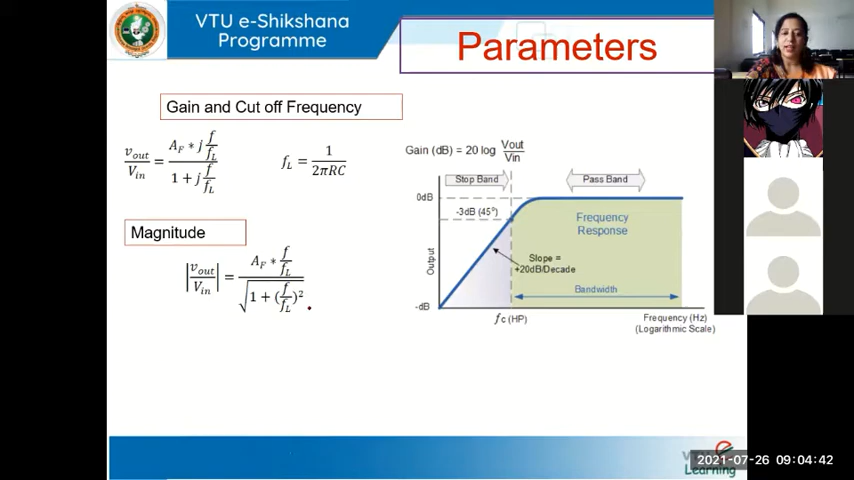 VTU e-Shikshana
Programme
Parameters
Gain and Cut off Frequency
v_out / V_in = (A_F * j f/f_L) / (1 + j f/f_L)
f_L = 1 / 2πRC
Magnitude
|v_out / V_in| = (A_F * f/f_L) / √(1 + (f/f_L)²)
Gain (dB) = 20 log Vout / Vin
Stop Band
Pass Band
0dB
-3dB (45°)
Frequency
Response
Output
Slope =
+20dB/Decade
Bandwidth
-dB
fc (HP)
Frequency (Hz)
(Logarithmic Scale)
2021-07-26 09:04:42
Learning